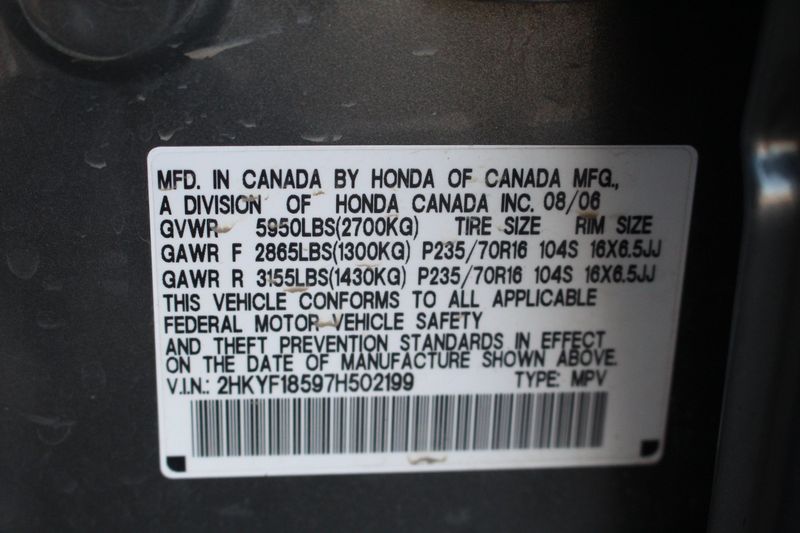 MFD. IN CANADA BY HONDA OF CANADA MFG.,
A DIVISION OF HONDA CANADA INC. 08/06
GVWR 5950LBS(2700KG) TIRE SIZE RIM SIZE
GAWR F 2865LBS(1300KG) P235/70R16 104S 16X6.5JJ
GAWR R 3155LBS(1430KG) P235/70R16 104S 16X6.5JJ
THIS VEHICLE CONFORMS TO ALL APPLICABLE
FEDERAL MOTOR VEHICLE SAFETY
AND THEFT PREVENTION STANDARDS IN EFFECT
ON THE DATE OF MANUFACTURE SHOWN ABOVE.
V.I.N.: 2HKYF18597H502199 TYPE: MPV